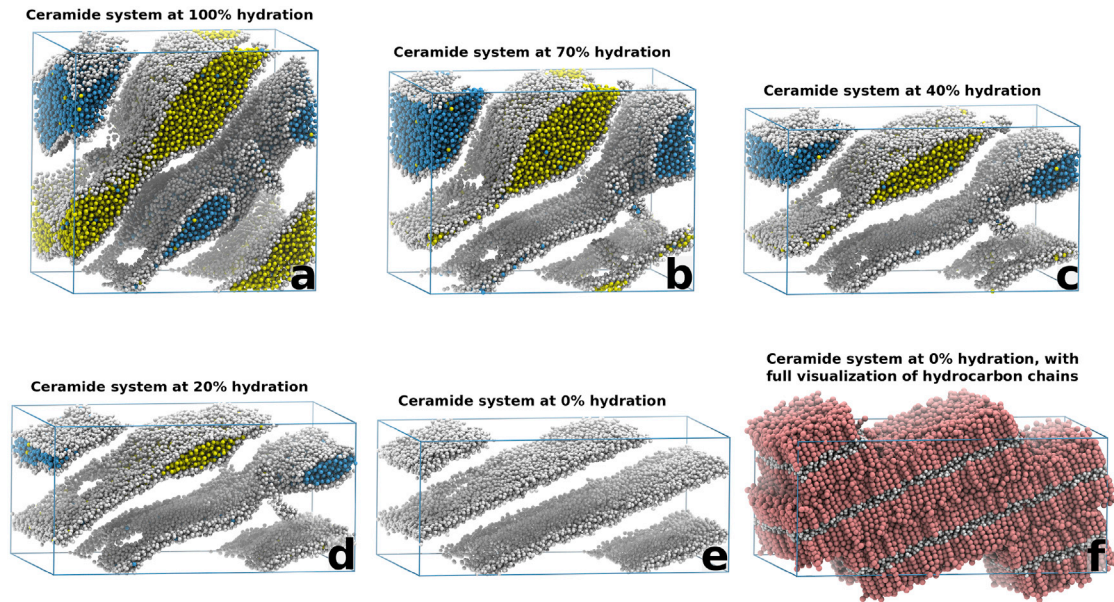 Ceramide system at 100% hydration
a
Ceramide system at 70% hydration
b
Ceramide system at 40% hydration
c
Ceramide system at 20% hydration
d
Ceramide system at 0% hydration
e
Ceramide system at 0% hydration, with
full visualization of hydrocarbon chains
f